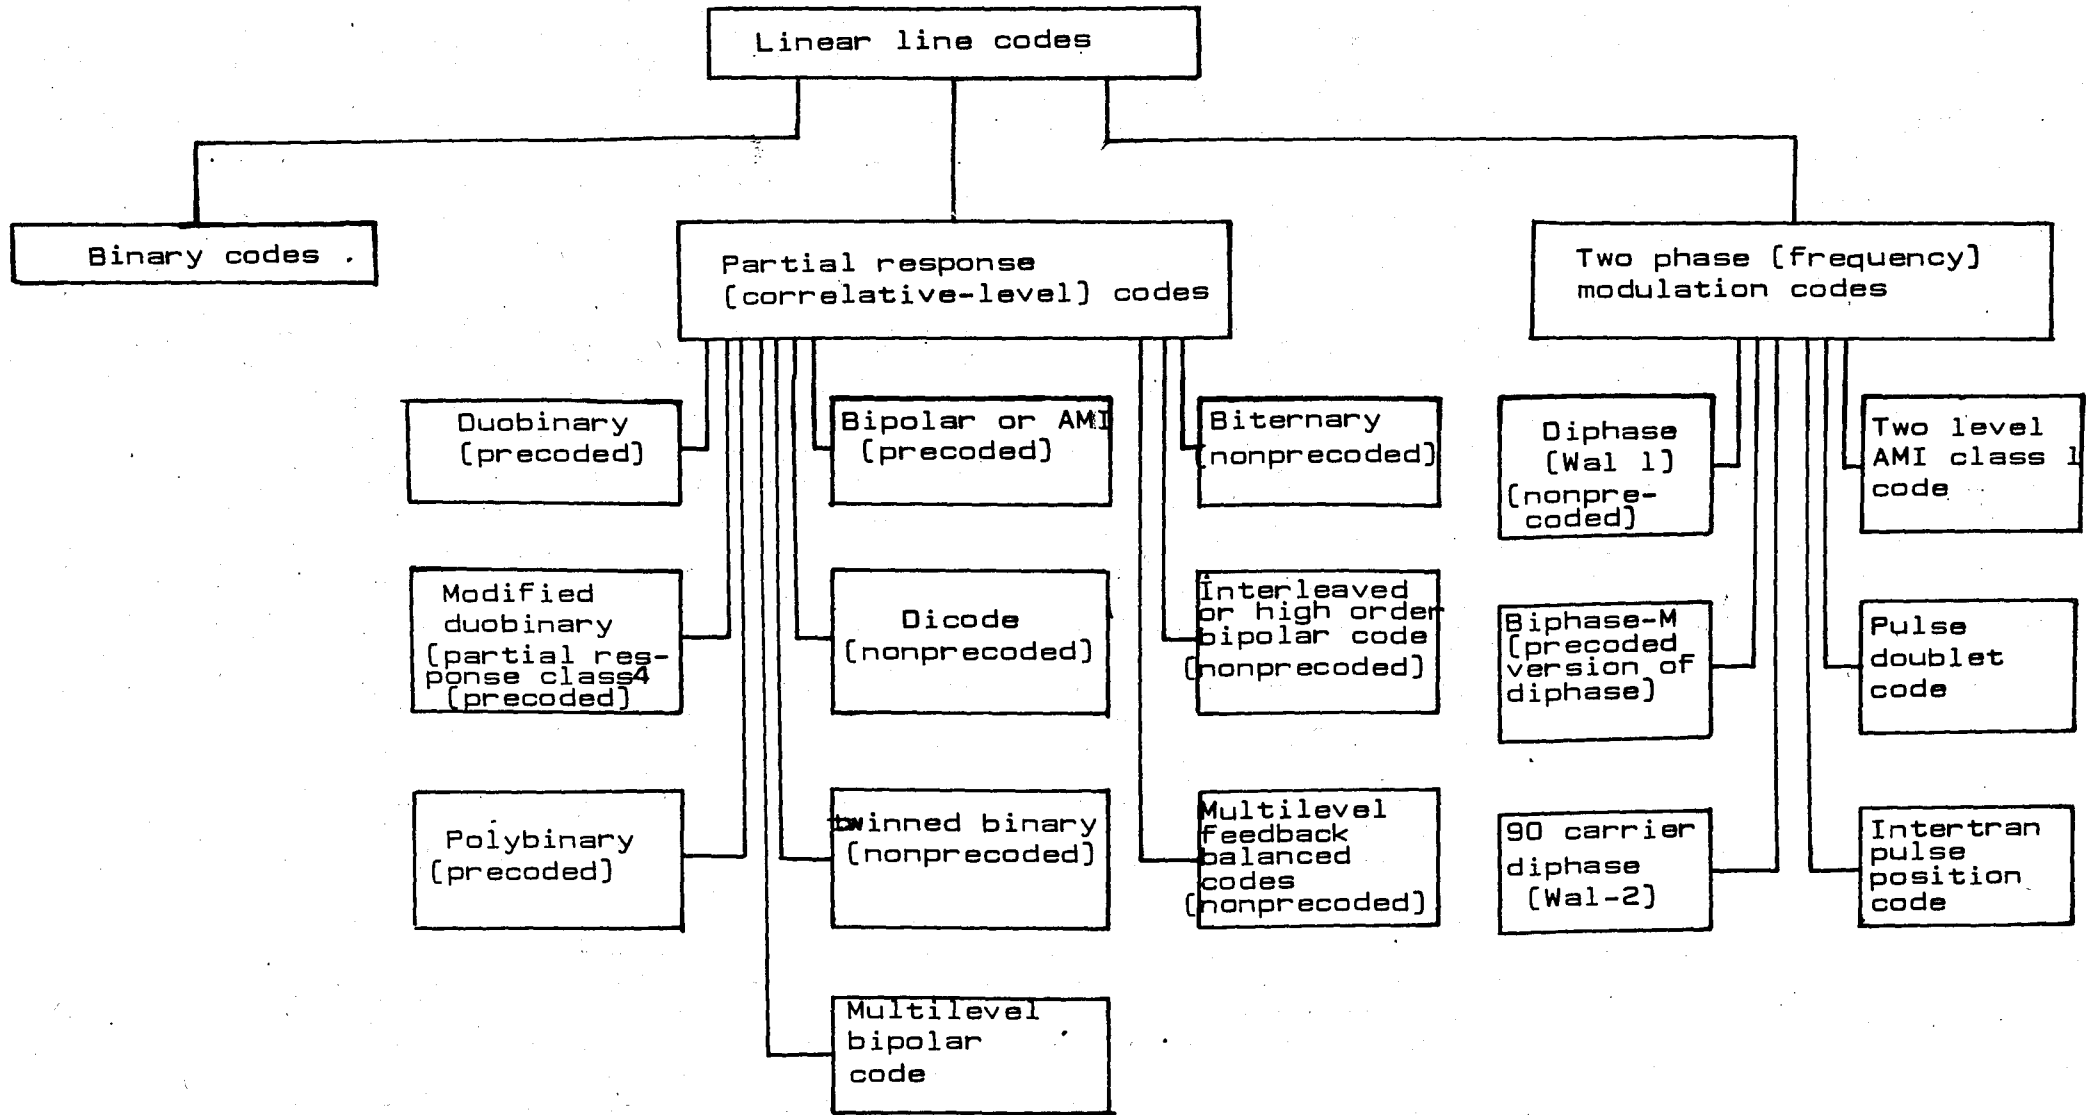 Linear line codes
Binary codes .
Partial response
(correlative-level) codes
Two phase (frequency)
modulation codes
Duobinary
(precoded)
Bipolar or AMI
(precoded)
Biternary
(nonprecoded)
Diphase
(Wal 1)
(nonpre-
coded)
Two level
AMI class 1
code
Modified
duobinary
(partial res-
ponse class4
(precoded)
Dicode
(nonprecoded)
İnterleaved
or high order
bipolar code
(nonprecoded)
Biphase-M
(precoded
version of
diphase)
Pulse
doublet
code
Polybinary
(precoded)
twinned binary
(nonprecoded)
Multilevel
feedback
balanced
codes
(nonprecoded)
90 carrier
diphase
(Wal-2)
Intertran
pulse
position
code
Multilevel
bipolar
code